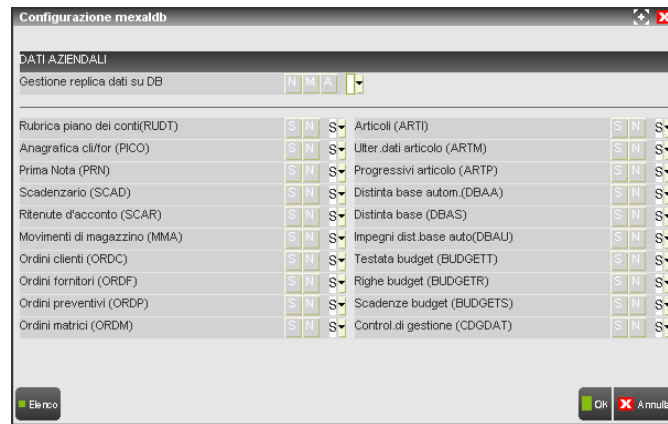 Configurazione mexaldb
DATI AZIENDALI
Gestione replica dati su DB N M A
Rubrica piano dei conti(RUDT) S N S Articoli (ARTI) S N S
Anagrafica cli/for (PICO) S N S Ulter.dati articolo (ARTM) S N S
Prima Nota (PRN) S N S Progressivi articolo (ARTP) S N S
Scadenzario (SCAD) S N S Distinta base autom.(DBAA) S N S
Ritenute d'acconto (SCAR) S N S Distinta base (DBAS) S N S
Movimenti di magazzino (MMA) S N S Impegni dist.base auto(DBAU) S N S
Ordini clienti (ORDC) S N S Testata budget (BUDGETT) S N S
Ordini fornitori (ORDF) S N S Righe budget (BUDGETR) S N S
Ordini preventivi (ORDP) S N S Scadenze budget (BUDGETS) S N S
Ordini matrici (ORDM) S N S Control.di gestione (CDGDAT) S N S
Elenco Ok Annulla